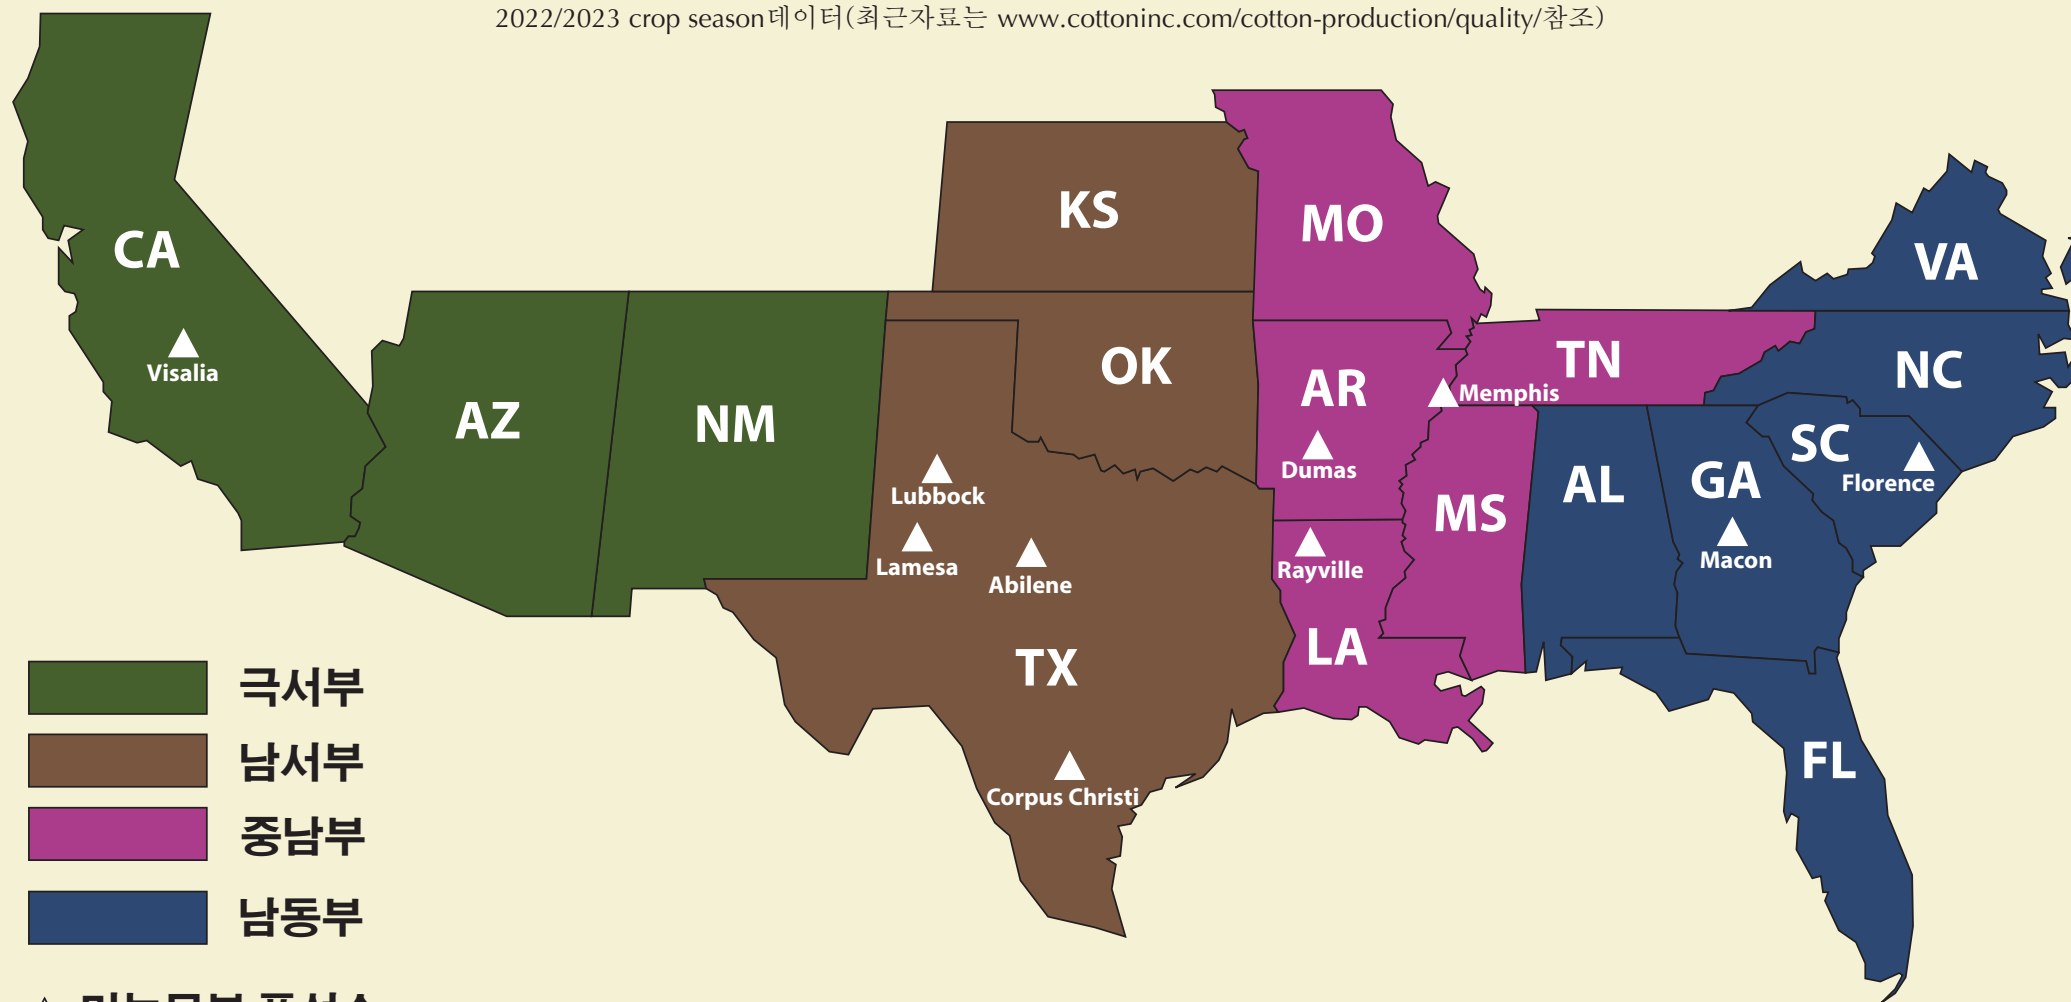 2022/2023 crop season데이터(최근자료는 www.cottoninc.com/cotton-production/quality/참조)
CA
Visalia
AZ
NM
KS
OK
Lubbock
Lamesa
Abilene
TX
Corpus Christi
MO
AR
Dumas
Memphis
TN
MS
Rayville
LA
AL
GA
Macon
SC
Florence
NC
VA
FL
극서부
남서부
중남부
남동부